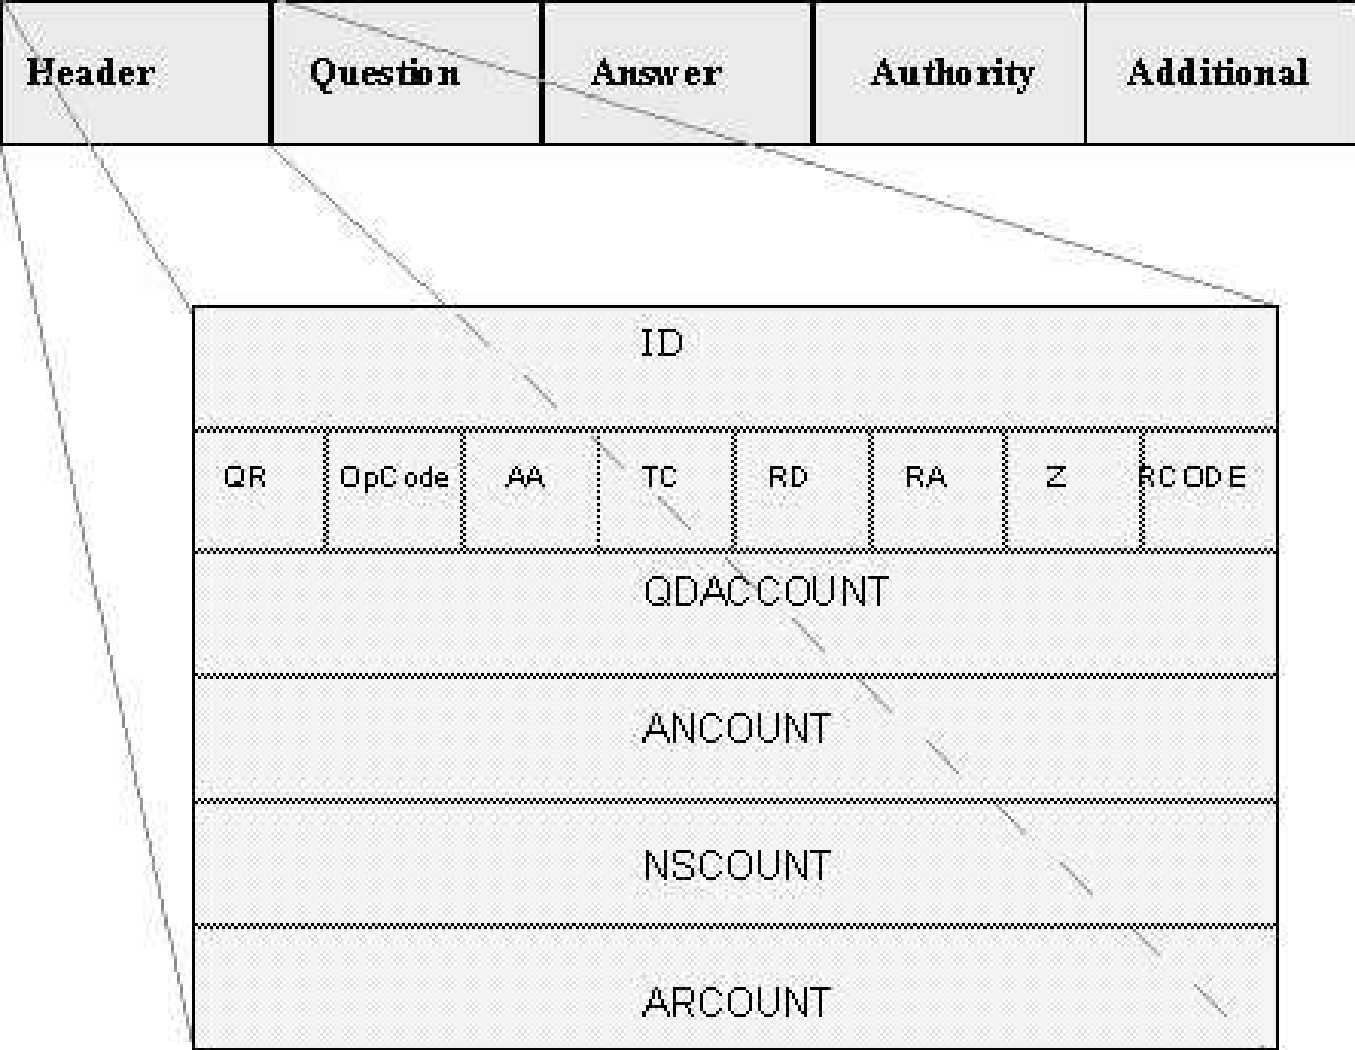 Header Question Answer Authority Additional
ID
QR OpCode AA TC RD RA Z RCODE
QDACCOUNT
ANCOUNT
NSCOUNT
ARCOUNT